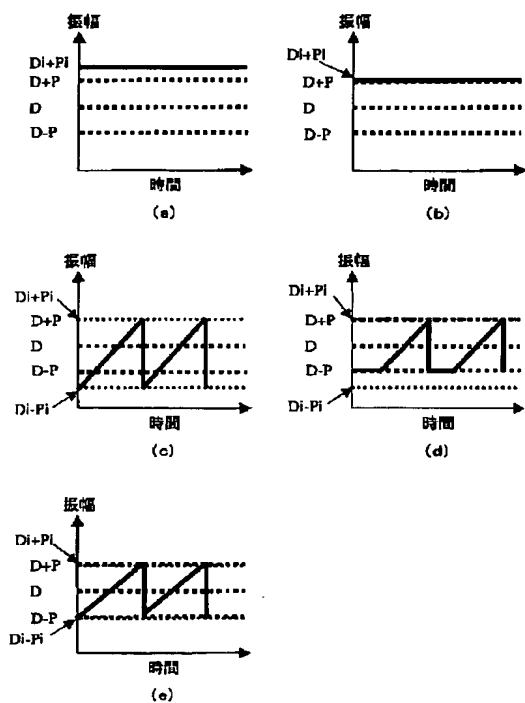 振幅
Di+Pi
D+P
D
D-P
時間
(a)
振幅
Di+Pi
D+P
D
D-P
時間
(b)
振幅
Di+Pi
D+P
D
D-P
Di-Pi
時間
(c)
振幅
Di+Pi
D+P
D
D-P
Di-Pi
時間
(d)
振幅
Di+Pi
D+P
D
D-P
Di-Pi
時間
(e)